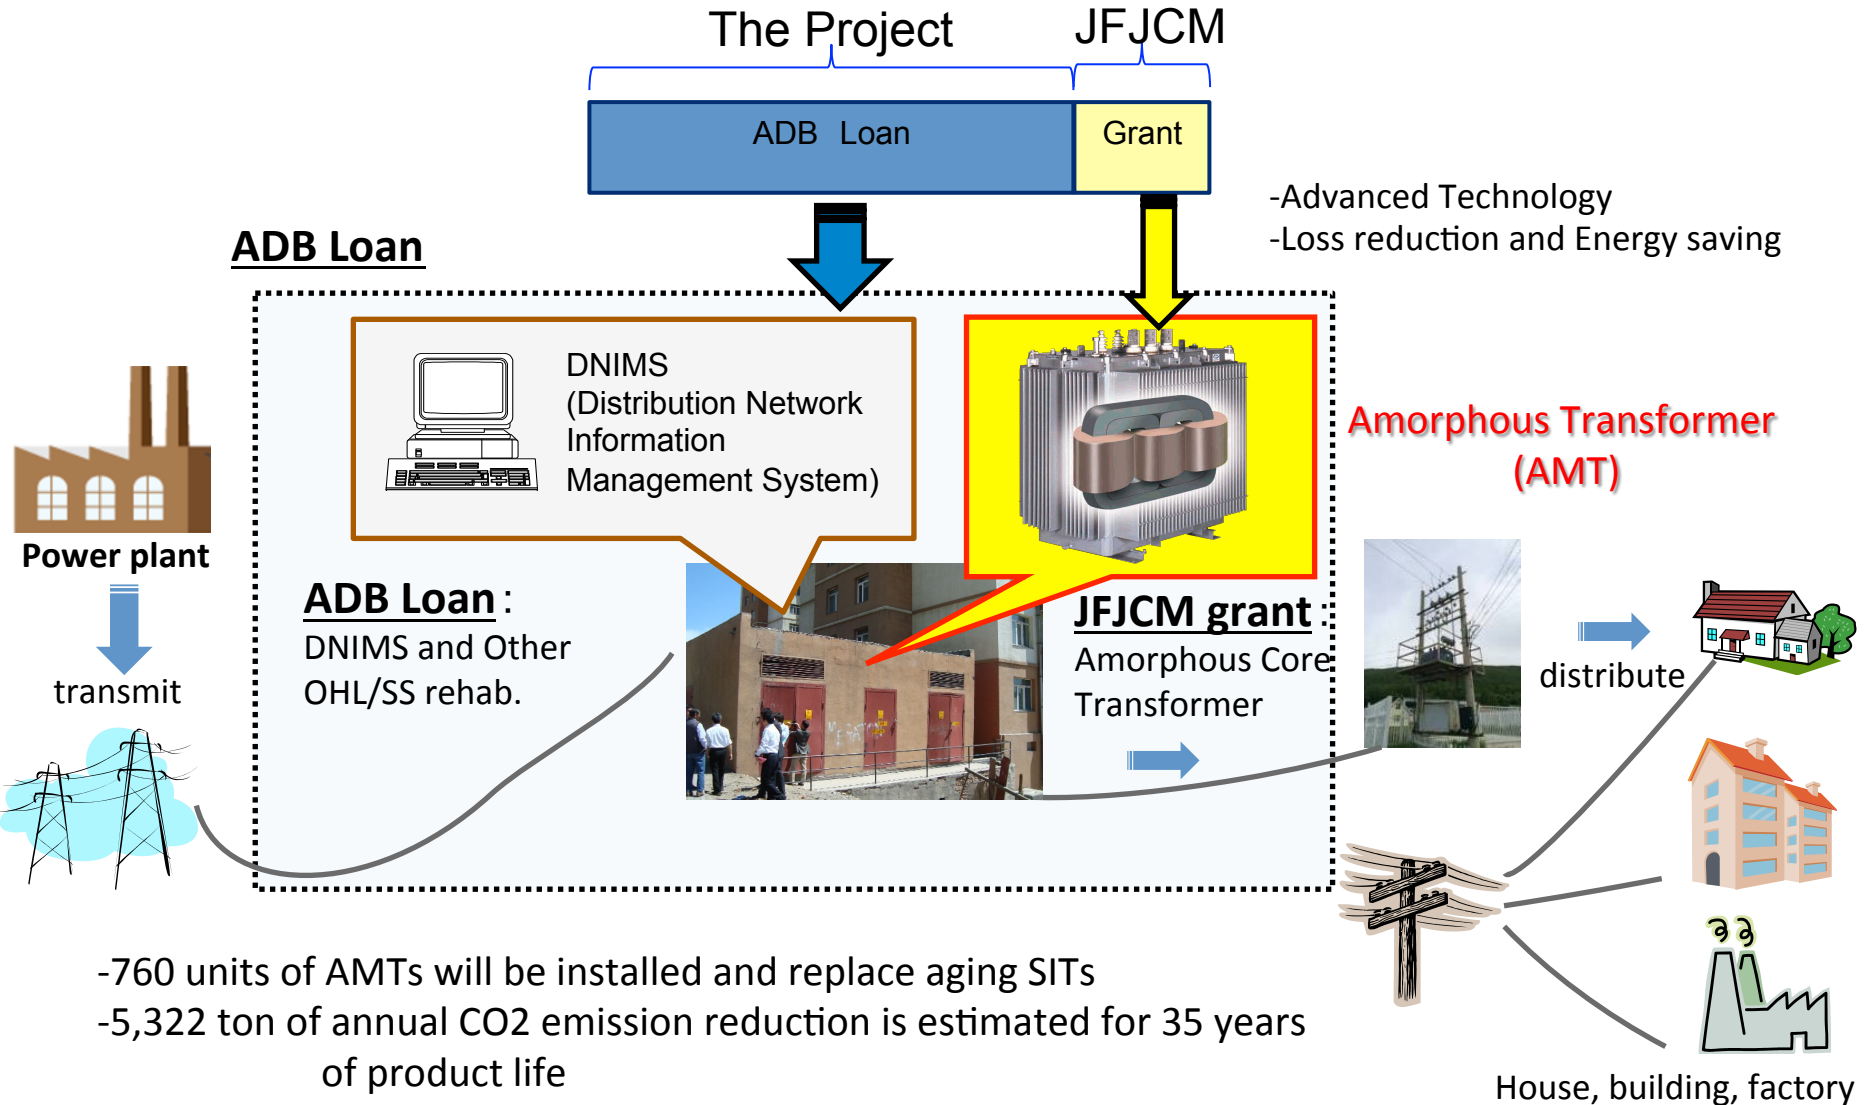 The Project
JFJCM
ADB Loan
Grant
-Advanced Technology
-Loss reduction and Energy saving
ADB Loan
DNIMS
(Distribution Network
Information
Management System)
Amorphous Transformer
(AMT)
Power plant
transmit
ADB Loan:
DNIMS and Other
OHL/SS rehab.
JFJCM grant:
Amorphous Core
Transformer
distribute
-760 units of AMTs will be installed and replace aging SITs
-5,322 ton of annual CO2 emission reduction is estimated for 35 years
of product life
House, building, factory